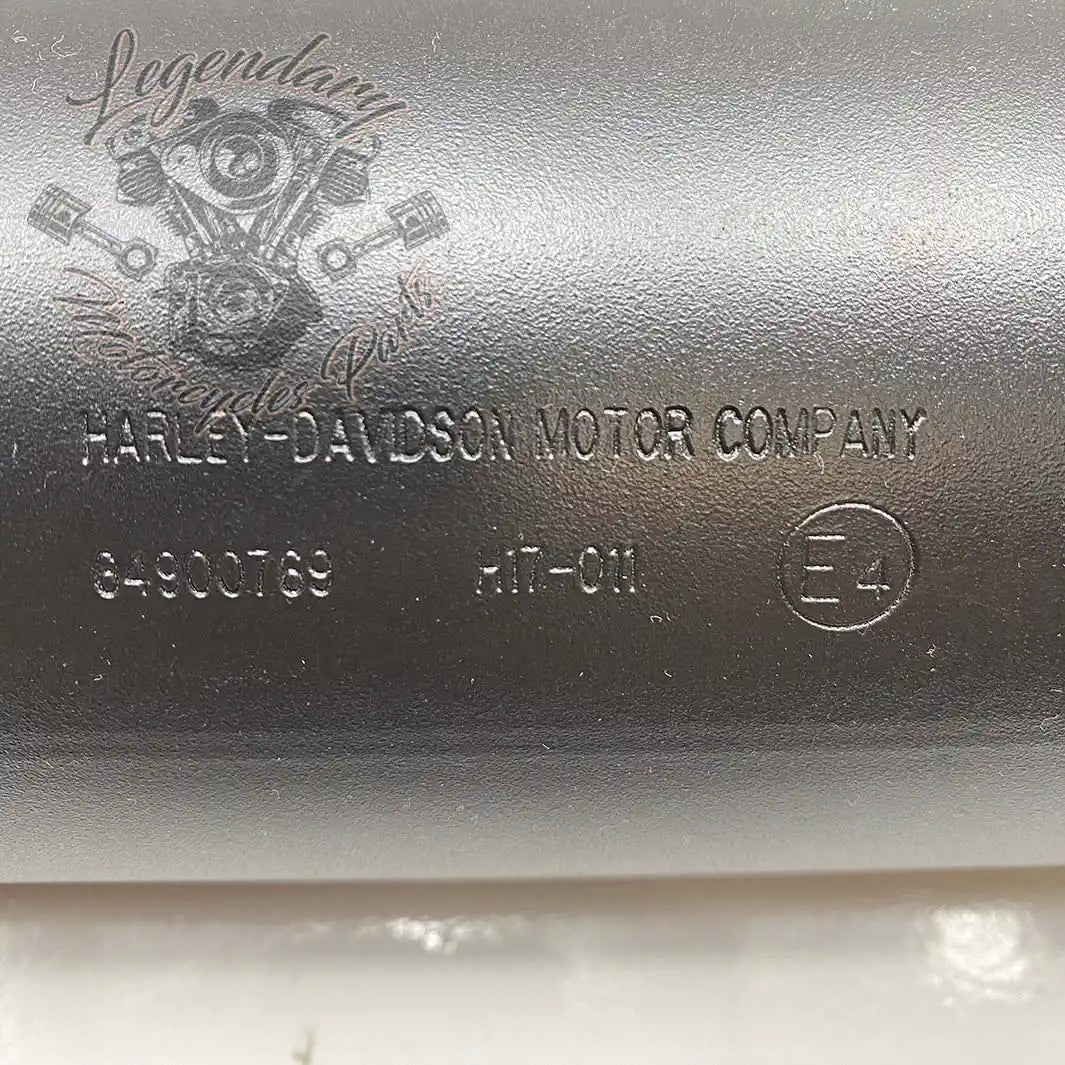 Legendary
Motorcycles Parts
HARLEY-DAVIDSON MOTOR COMPANY
64900769 H17-011 E4